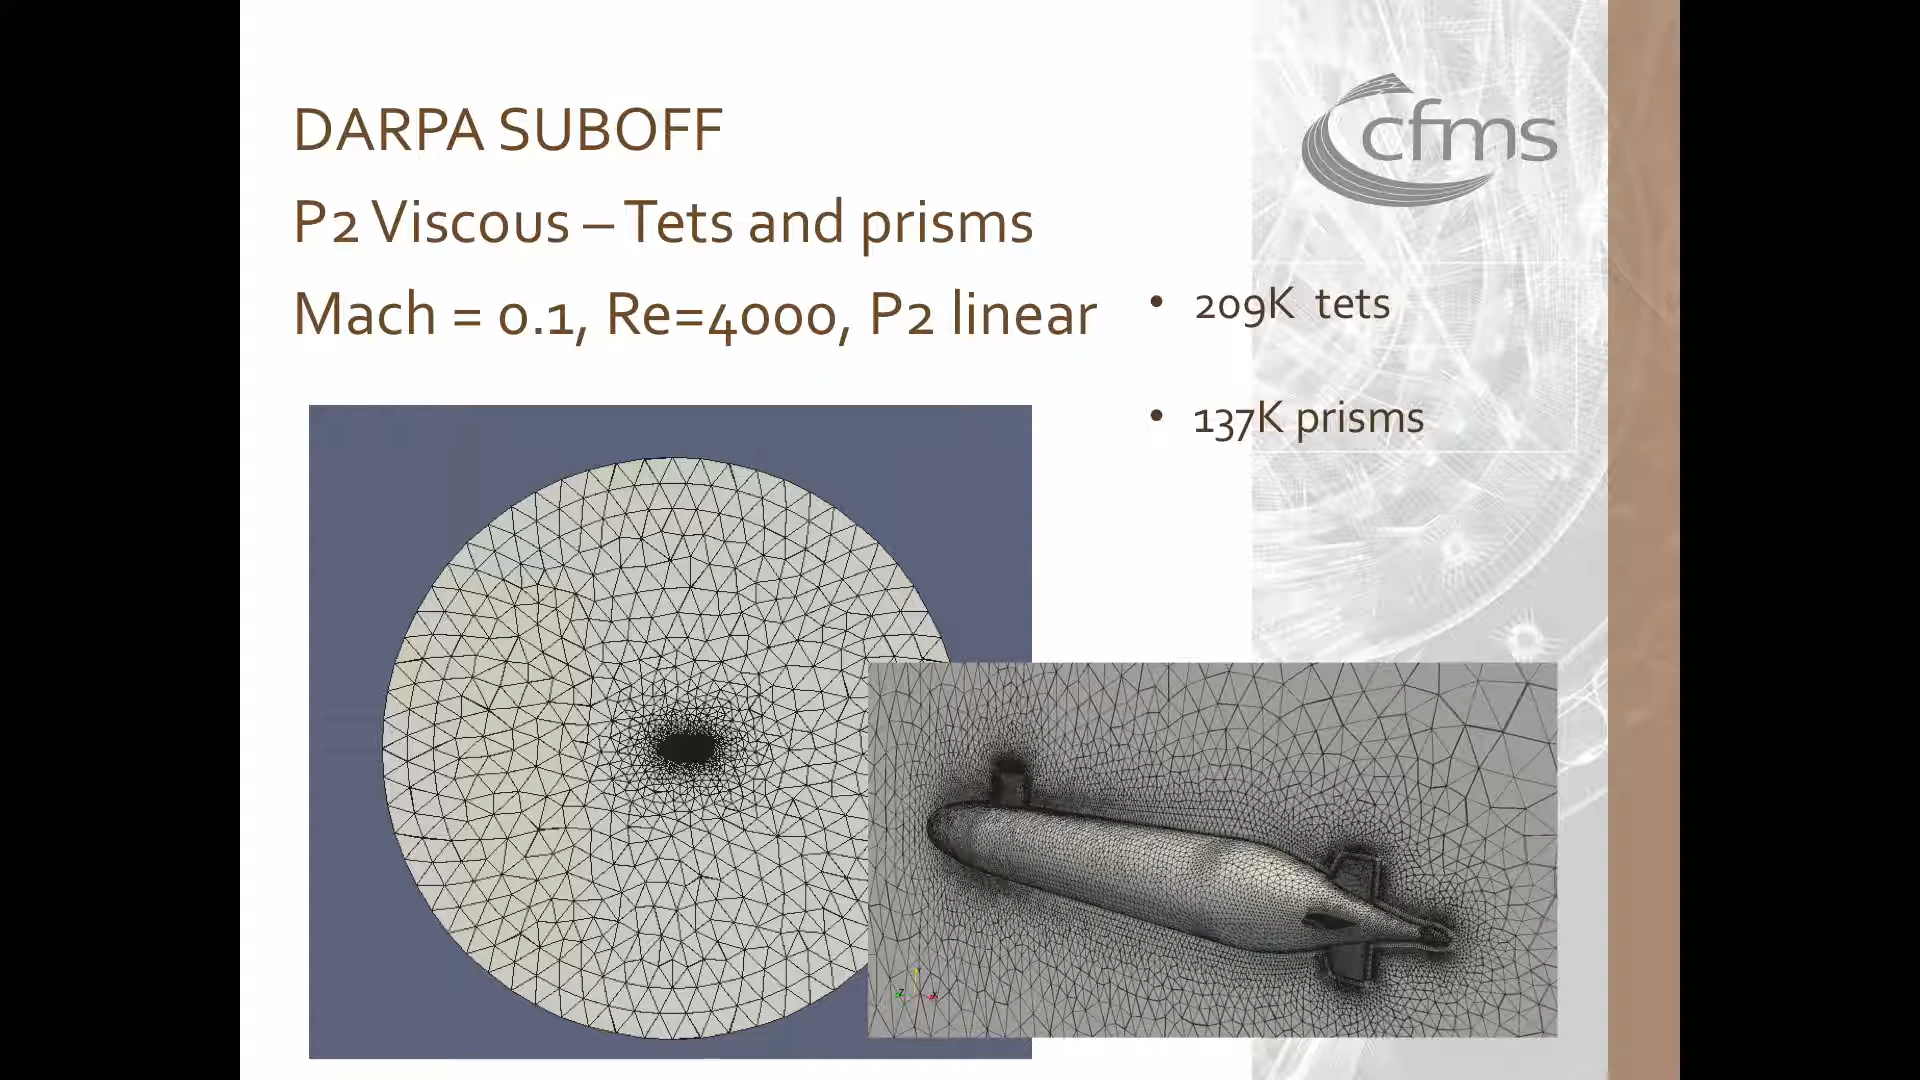 cfms
DARPA SUBOFF
P2 Viscous – Tets and prisms
Mach = 0.1, Re=4000, P2 linear
• 209K tets
• 137K prisms